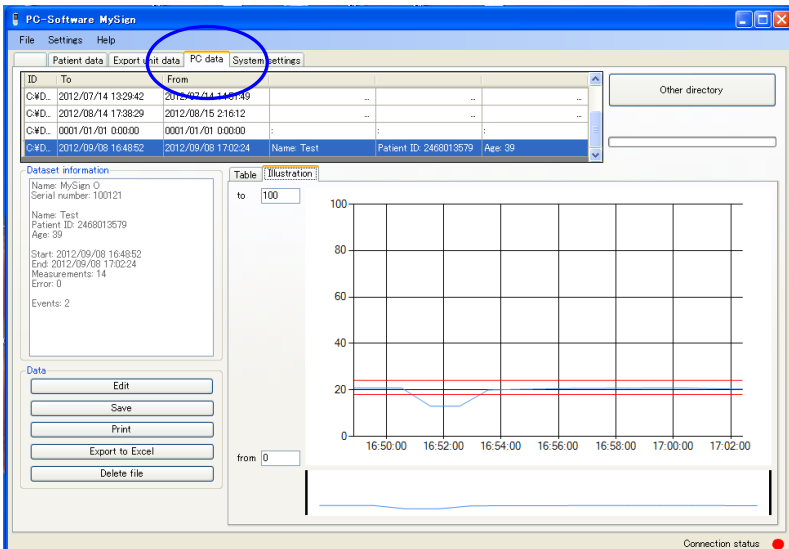 PC-Software MySign
File Settings Help
Patient data Export unit data PC data System settings
ID To From
C:¥D... 2012/07/14 13:29:42 2012/07/14 14:51:49 ... ... ...
C:¥D... 2012/08/14 17:38:29 2012/08/15 2:16:12 ... ... ...
C:¥D... 0001/01/01 0:00:00 0001/01/01 0:00:00 : : :
C:¥D... 2012/09/08 16:48:52 2012/09/08 17:02:24 Name: Test Patient ID: 2468013579 Age: 39
Other directory
Dataset information
Name: MySign O
Serial number: 100121
Name: Test
Patient ID: 2468013579
Age: 39
Start: 2012/09/08 16:48:52
End: 2012/09/08 17:02:24
Measurements: 14
Error: 0
Events: 2
Data
Edit
Save
Print
Export to Excel
Delete file
Table Illustration
to 100
100
80
60
40
20
0
16:50:00 16:52:00 16:54:00 16:56:00 16:58:00 17:00:00 17:02:00
from 0
Connection status